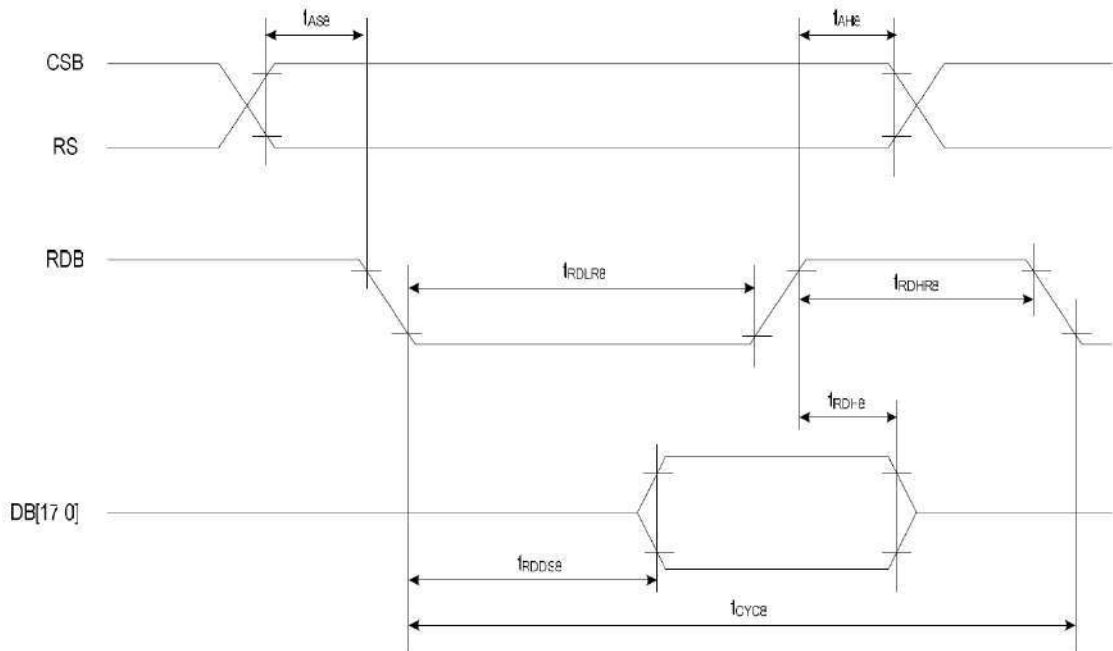 tAS8
tAH8
CSB
RS
RDB
tRDLR8
tRDHR8
tRDH8
DB[17 0]
tRDDS8
tCYC8